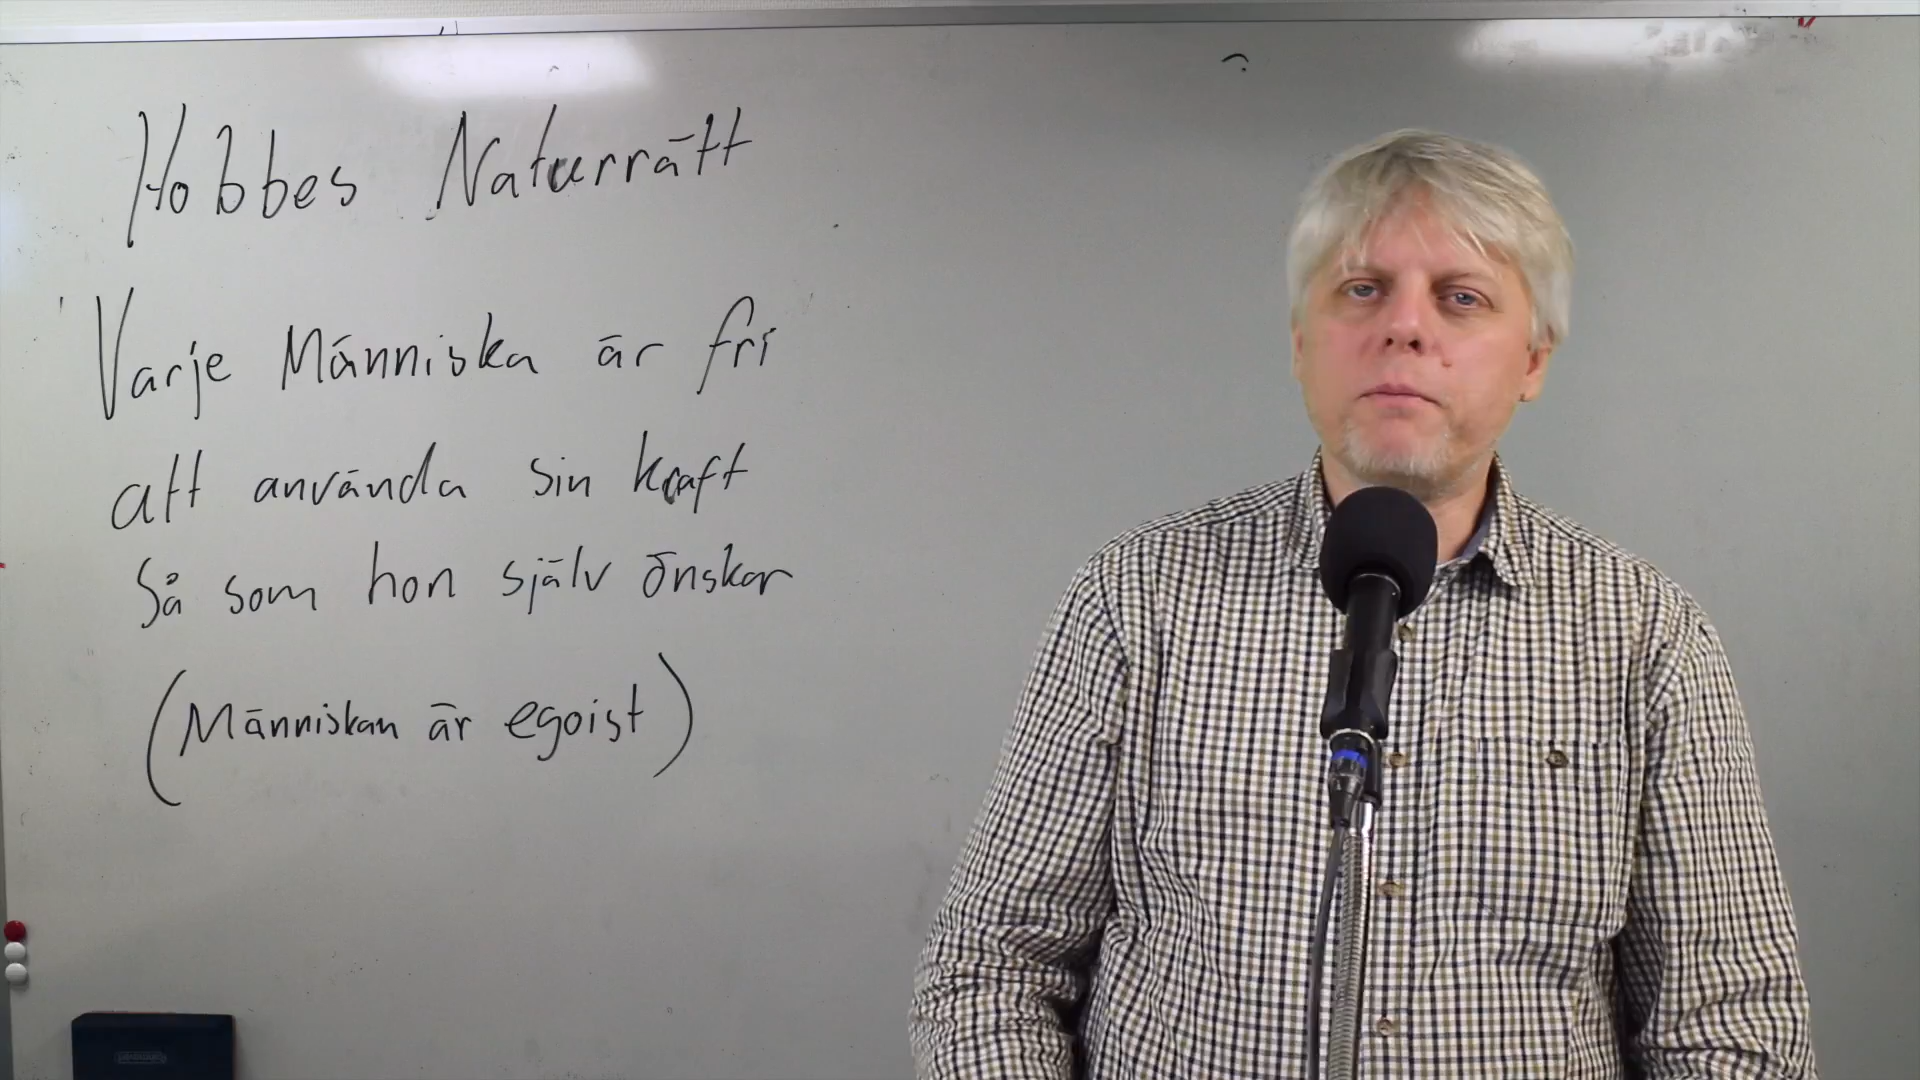 Hobbes Naturrätt
Varje Människa är fri
att använda sin kraft
Så som hon själv önskar
(Människan är egoist)